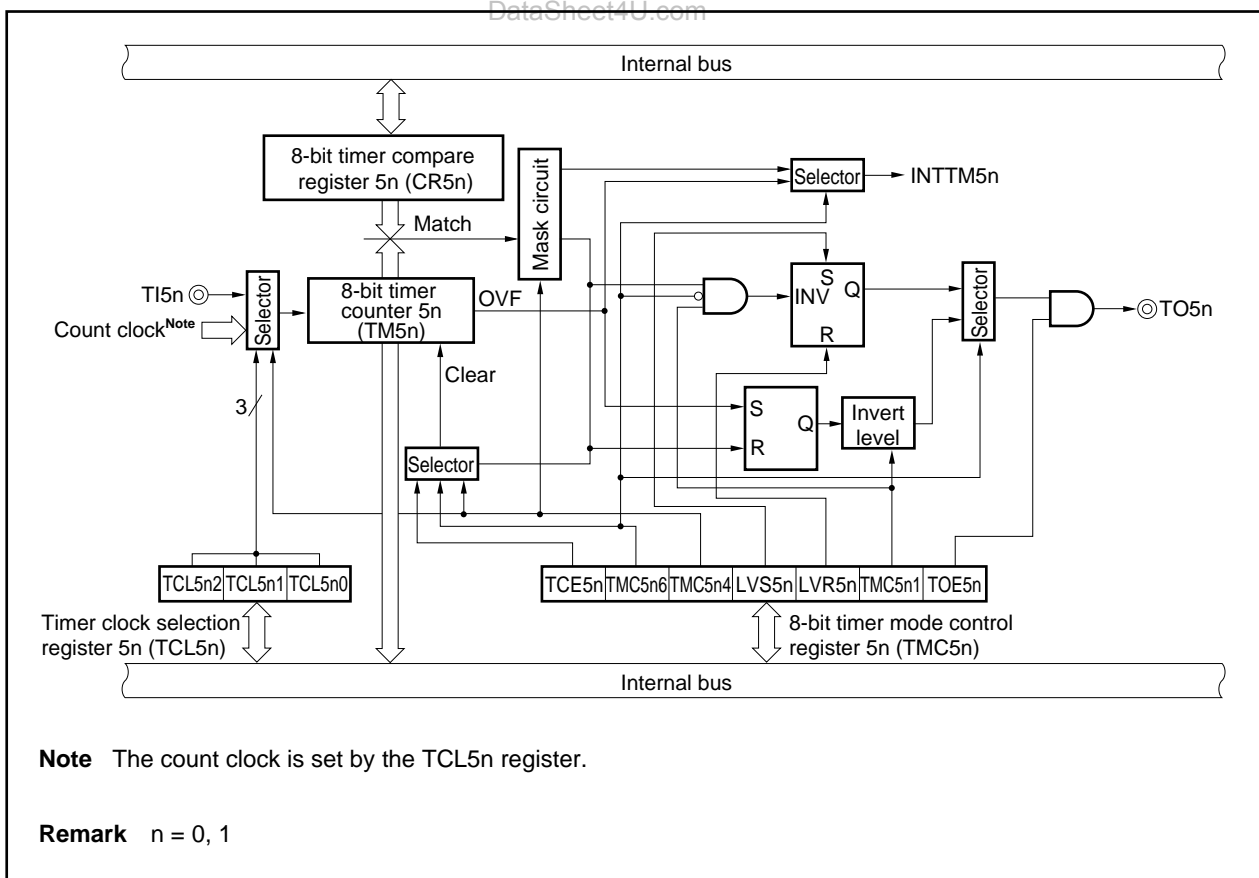 DataSheet4U.com
Internal bus
8-bit timer compare
register 5n (CR5n)
Match
Mask circuit
Selector
INTTM5n
TI5n
Count clockNote
Selector
8-bit timer
counter 5n
(TM5n)
OVF
Clear
S
INV
Q
R
Selector
TO5n
3
S
Q
R
Invert
level
Selector
TCL5n2 TCL5n1 TCL5n0
TCE5n TMC5n6 TMC5n4 LVS5n LVR5n TMC5n1 TOE5n
Timer clock selection
register 5n (TCL5n)
8-bit timer mode control
register 5n (TMC5n)
Internal bus
Note The count clock is set by the TCL5n register.
Remark n = 0, 1